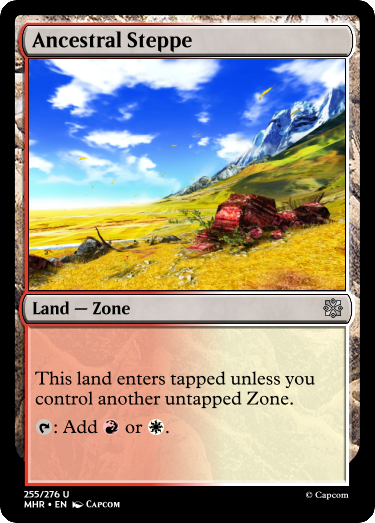 Ancestral Steppe
Land — Zone
This land enters tapped unless you
control another untapped Zone.
: Add or .
255/276 U
MHR • EN Capcom
© Capcom